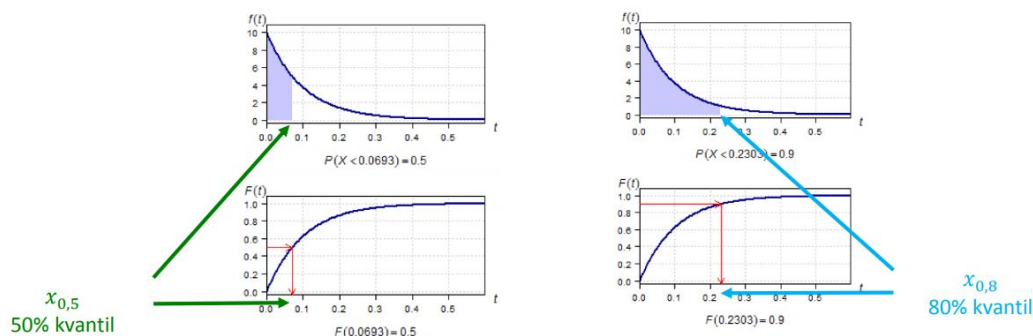 f(t)
10
8
6
4
2
0
0.0 0.1 0.2 0.3 0.4 0.5
t
P(X <0.0693)=0.5
f(t)
10
8
6
4
2
0
0.0 0.1 0.2 0.3 0.4 0.5
t
P(X <0.2303)=0.9
F(t)
1.0
0.8
0.6
0.4
0.2
0.0
0.0 0.1 0.2 0.3 0.4 0.5
t
F(0.0693)=0.5
F(t)
1.0
0.8
0.6
0.4
0.2
0.0
0.0 0.1 0.2 0.3 0.4 0.5
t
F(0.2303)=0.9
x0,5
50% kvantil
x0,8
80% kvantil